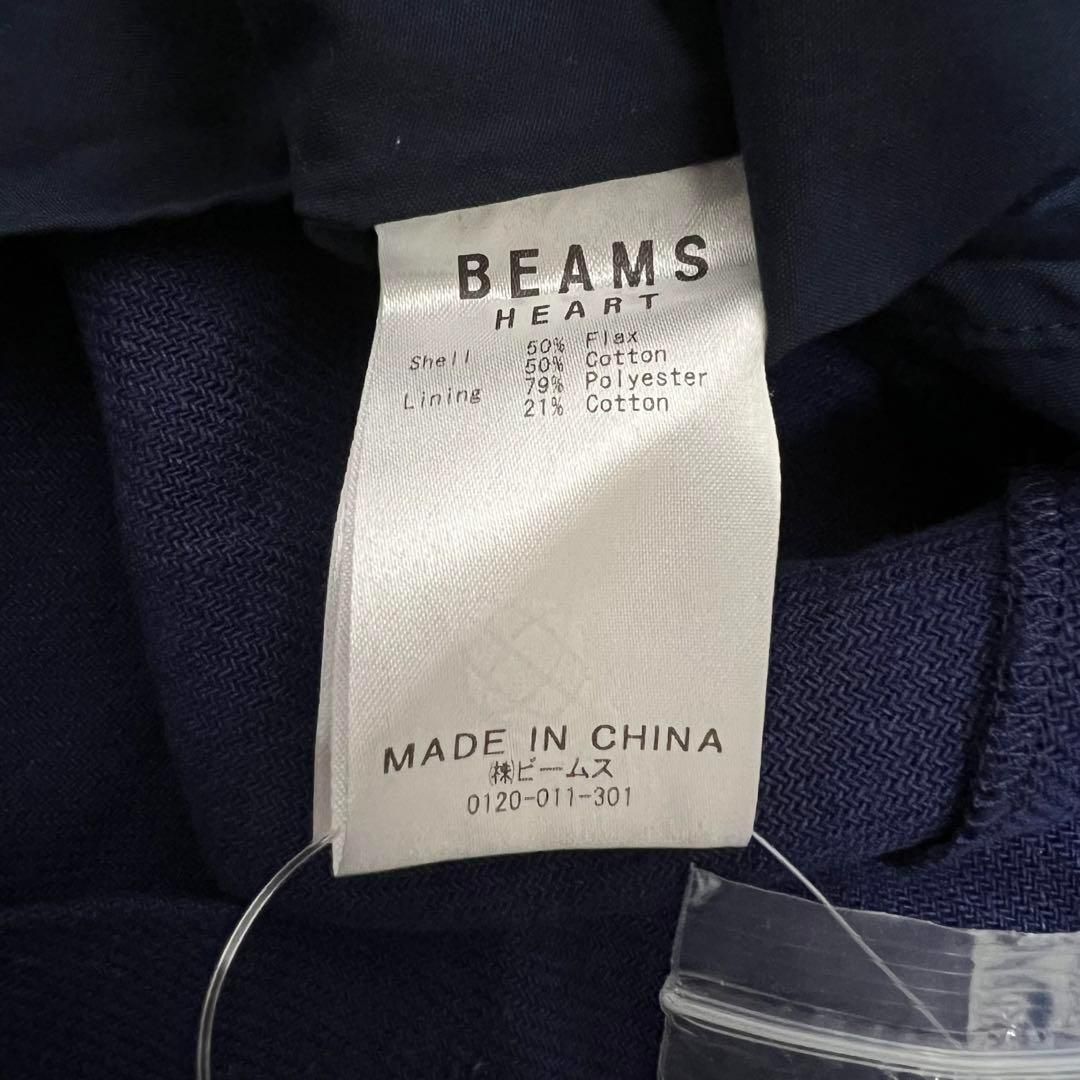 BEAMS
HEART
Shell 50% Flax
50% Cotton
Lining 79% Polyester
21% Cotton
MADE IN CHINA
㈱ビームス
0120-011-301